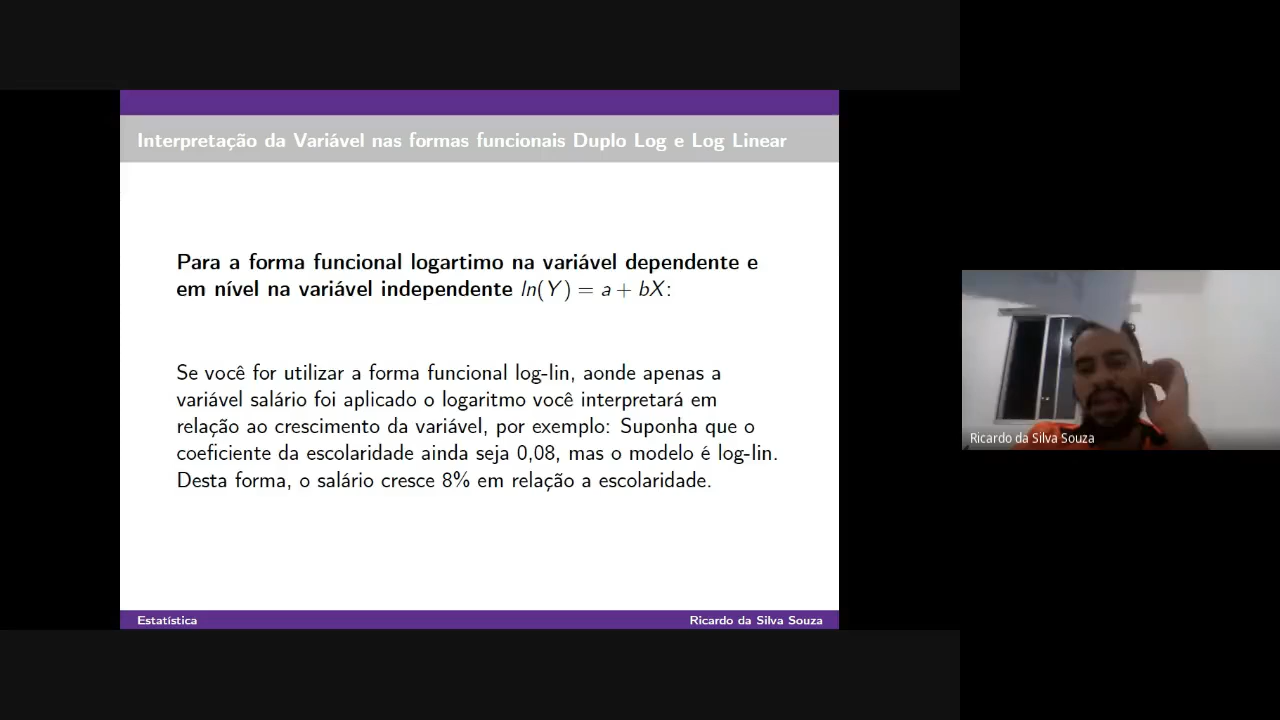 Interpretação da Variável nas formas funcionais Duplo Log e Log Linear
Para a forma funcional logartimo na variável dependente e
em nível na variável independente ln(Y) = a + bX:
Se você for utilizar a forma funcional log-lin, aonde apenas a
variável salário foi aplicado o logaritmo você interpretará em
relação ao crescimento da variável, por exemplo: Suponha que o
coeficiente da escolaridade ainda seja 0,08, mas o modelo é log-lin.
Desta forma, o salário cresce 8% em relação a escolaridade.
Estatística
Ricardo da Silva Souza
Ricardo da Silva Souza